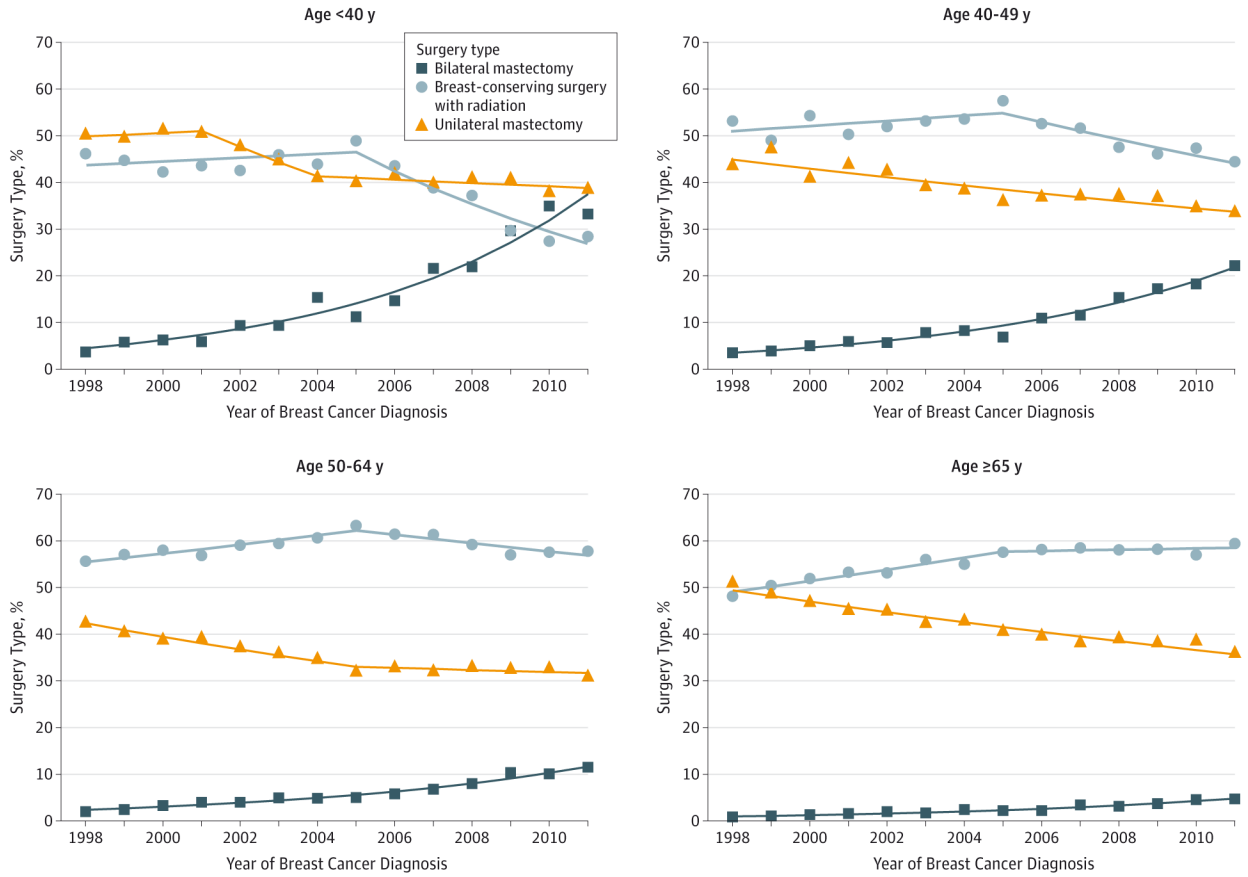 Age <40 y
70
60
50
40
30
20
10
0
Surgery Type, %
1998 2000 2002 2004 2006 2008 2010
Year of Breast Cancer Diagnosis
Surgery type
Bilateral mastectomy
Breast-conserving surgery
with radiation
Unilateral mastectomy
Age 40-49 y
70
60
50
40
30
20
10
0
Surgery Type, %
1998 2000 2002 2004 2006 2008 2010
Year of Breast Cancer Diagnosis
Age 50-64 y
70
60
50
40
30
20
10
0
Surgery Type, %
1998 2000 2002 2004 2006 2008 2010
Year of Breast Cancer Diagnosis
Age ≥65 y
70
60
50
40
30
20
10
0
Surgery Type, %
1998 2000 2002 2004 2006 2008 2010
Year of Breast Cancer Diagnosis